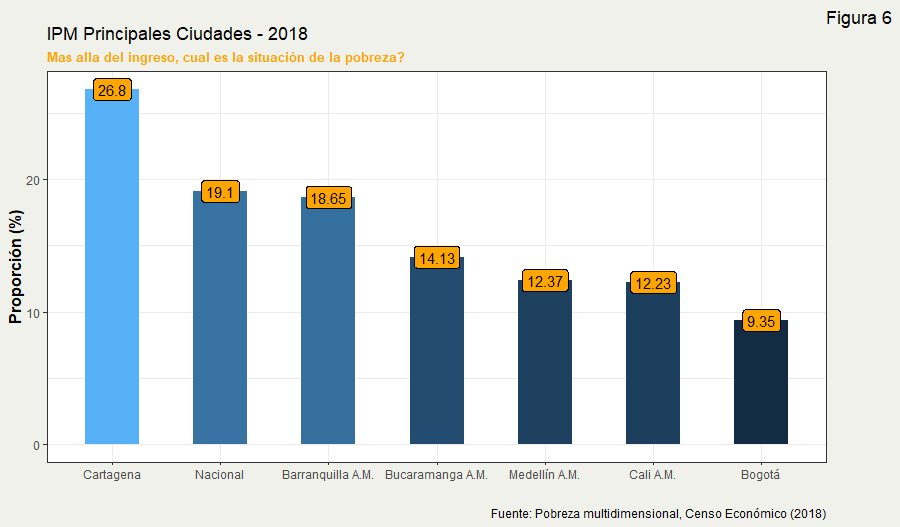 Figura 6
IPM Principales Ciudades - 2018
Mas alla del ingreso, cual es la situación de la pobreza?
Proporción (%)
20
10
0
26.8
19.1
18.65
14.13
12.37
12.23
9.35
Cartagena
Nacional
Barranquilla A.M.
Bucaramanga A.M.
Medellín A.M.
Cali A.M.
Bogotá
Fuente: Pobreza multidimensional, Censo Económico (2018)